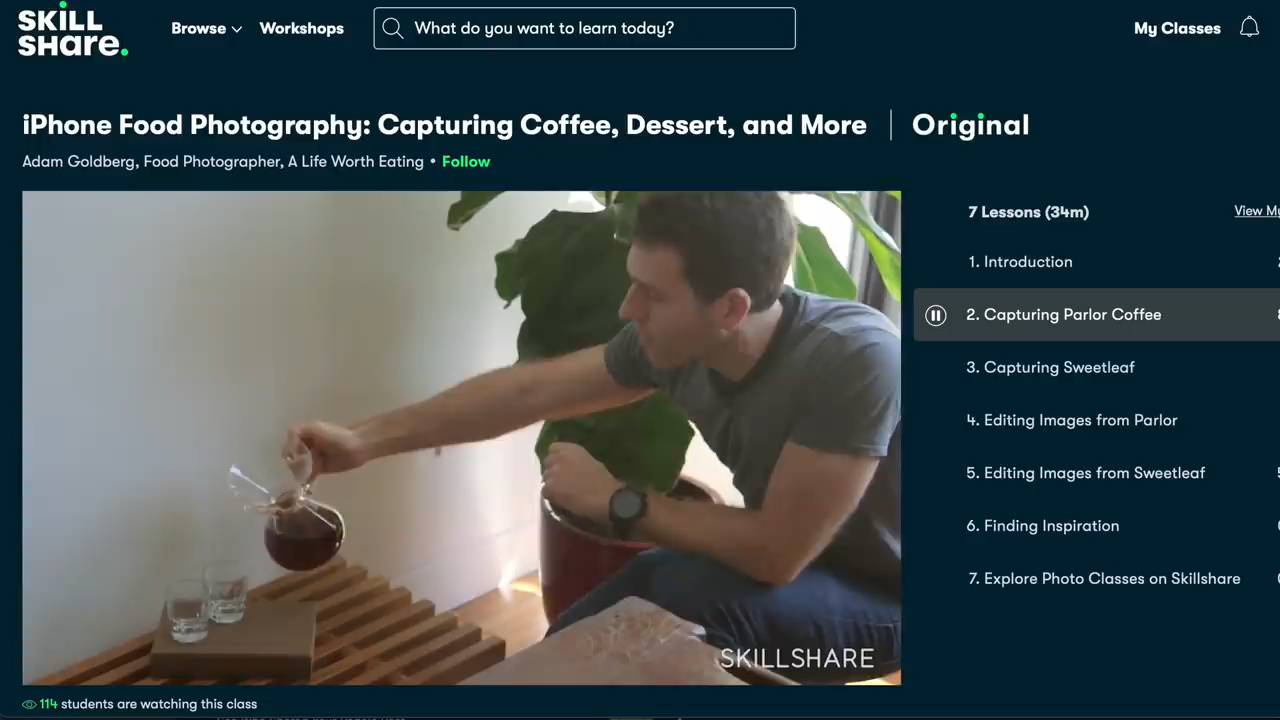 SKILL
SHARE.
Browse
Workshops
What do you want to learn today?
My Classes
iPhone Food Photography: Capturing Coffee, Dessert, and More
Original
Adam Goldberg, Food Photographer, A Life Worth Eating • Follow
7 Lessons (34m)
View
1. Introduction
2. Capturing Parlor Coffee
3. Capturing Sweetleaf
4. Editing Images from Parlor
5. Editing Images from Sweetleaf
6. Finding Inspiration
7. Explore Photo Classes on Skillshare
SKILLSHARE
114 students are watching this class